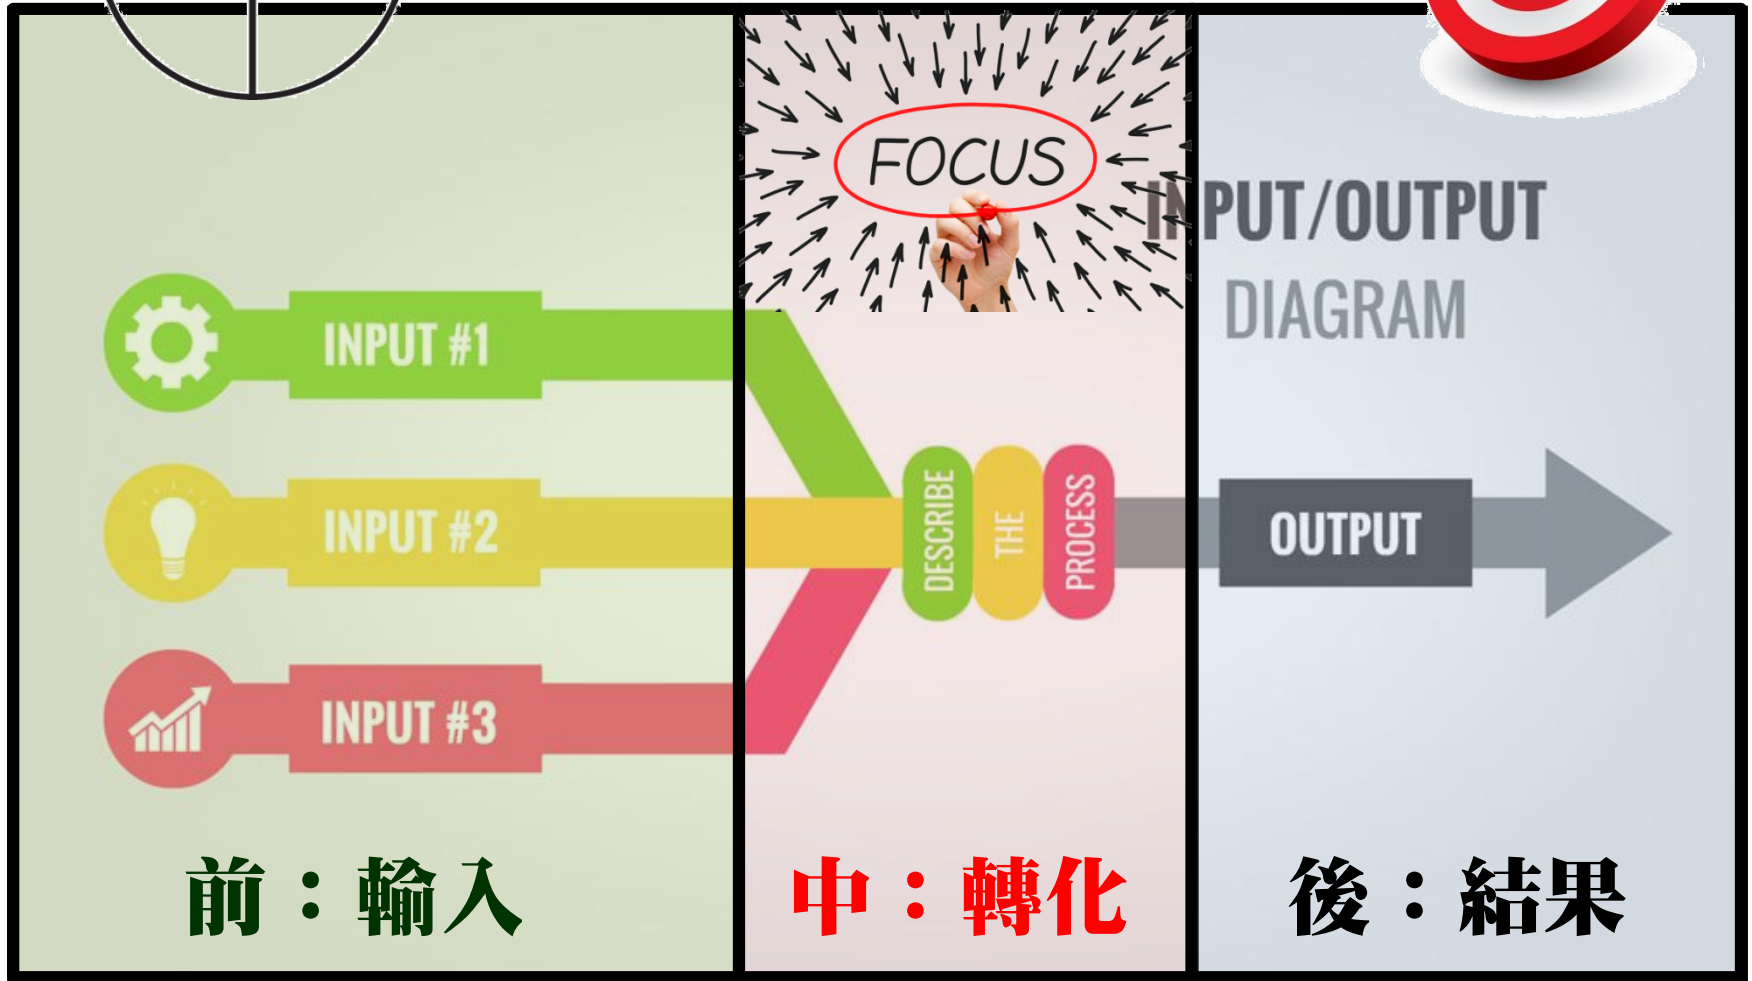 FOCUS
INPUT/OUTPUT
DIAGRAM
INPUT #1
INPUT #2
INPUT #3
DESCRIBE
THE
PROCESS
OUTPUT
前：輸入
中：轉化
後：結果